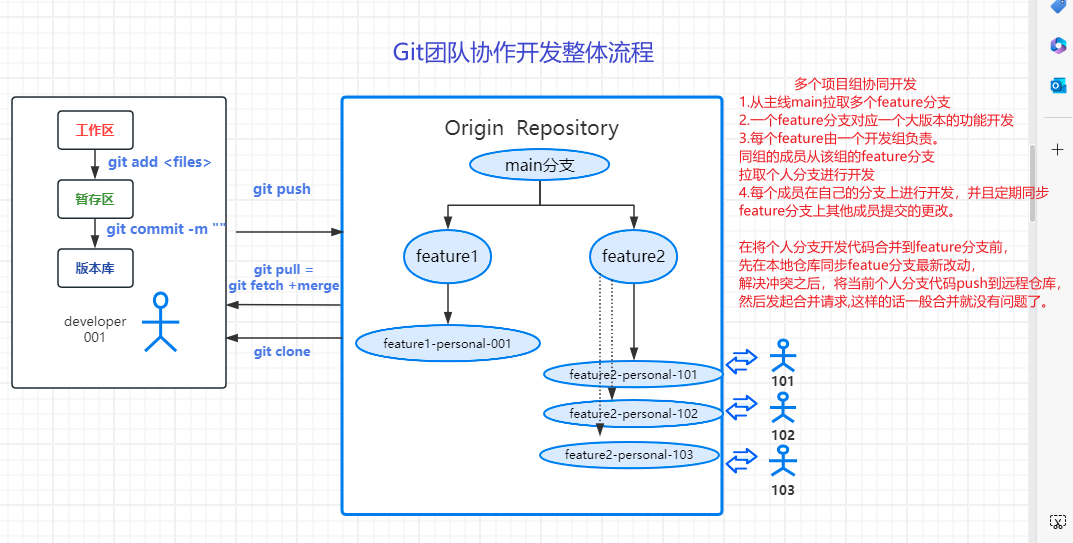 Git团队协作开发整体流程
工作区
git add <files>
暂存区
git commit -m ""
版本库
developer
001
git push
git pull =
git fetch +merge
git clone
Origin Repository
main分支
feature1
feature2
feature1-personal-001
feature2-personal-101
feature2-personal-102
feature2-personal-103
101
102
103
多个项目组协同开发
1.从主线main拉取多个feature分支
2.一个feature分支对应一个大版本的功能开发
3.每个feature由一个开发组负责。
同组的成员从该组的feature分支
拉取个人分支进行开发
4.每个成员在自己的分支上进行开发，并且定期同步
feature分支上其他成员提交的更改。
在将个人分支开发代码合并到feature分支前，
先在本地仓库同步featue分支最新改动，
解决冲突之后，将当前个人分支代码push到远程仓库，
然后发起合并请求,这样的话一般合并就没有问题了。